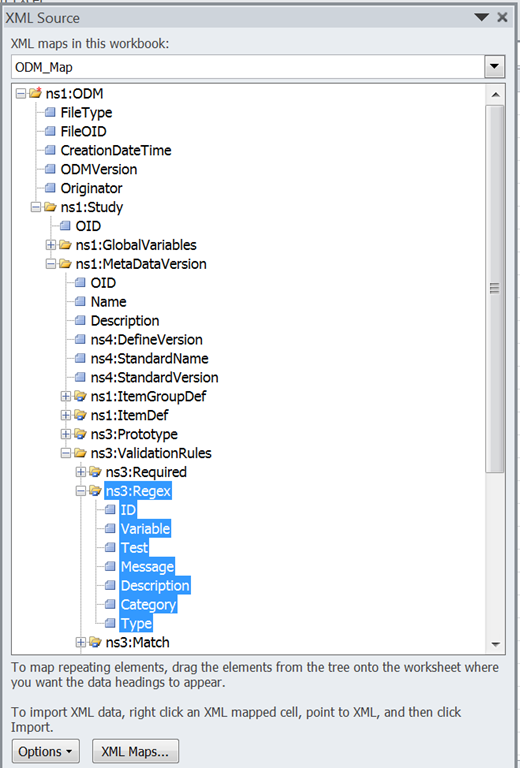 XML Source
XML maps in this workbook:
ODM_Map
ns1:ODM
FileType
FileOID
CreationDateTime
ODMVersion
Originator
ns1:Study
OID
ns1:GlobalVariables
ns1:MetaDataVersion
OID
Name
Description
ns4:DefineVersion
ns4:StandardName
ns4:StandardVersion
ns1:ItemGroupDef
ns1:ItemDef
ns3:Prototype
ns3:ValidationRules
ns3:Required
ns3:Regex
ID
Variable
Test
Message
Description
Category
Type
ns3:Match
To map repeating elements, drag the elements from the tree onto the worksheet where
you want the data headings to appear.
To import XML data, right click an XML mapped cell, point to XML, and then click
Import.
Options
XML Maps...